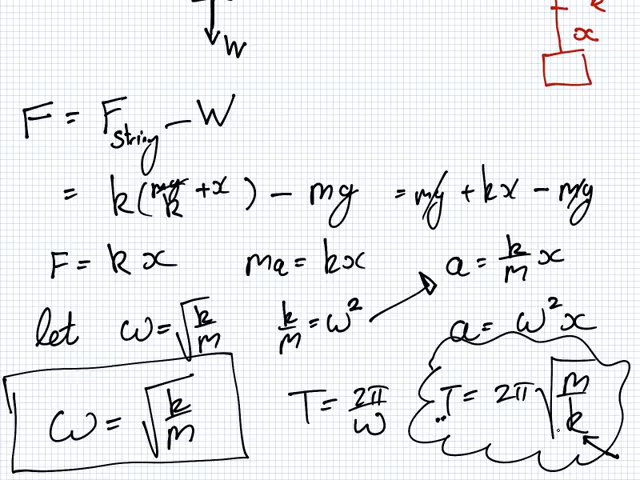 W
k
x
F = F_string - W
= k(mg/k + x) - mg = mg + kx - mg
F = kx ma = kx a = k/m x
let ω = √(k/m) k/m = ω² a = ω²x
ω = √(k/m) T = 2π/ω ∴ T = 2π√(m/k)